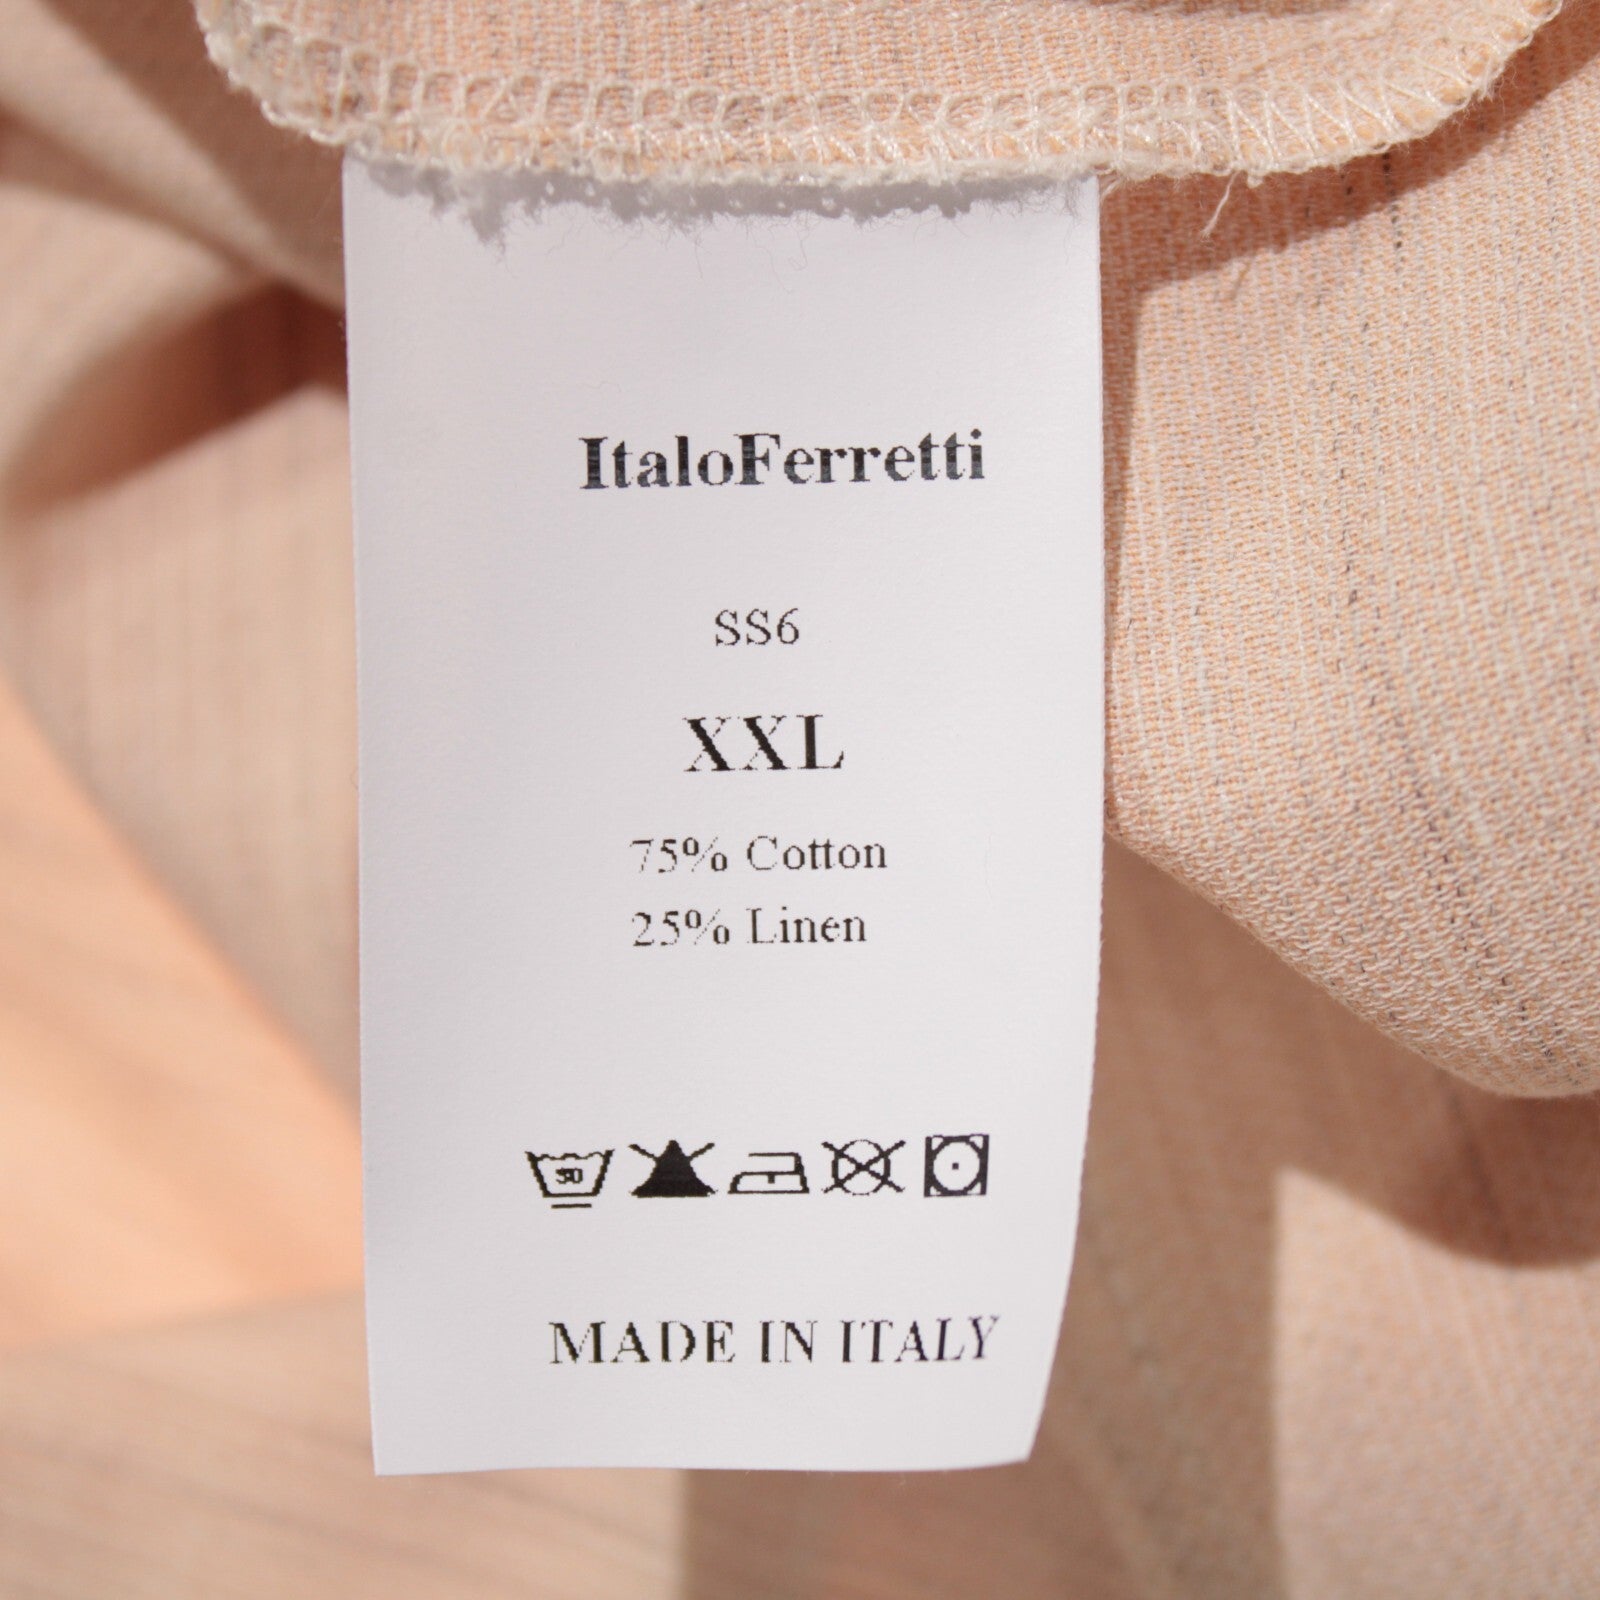 ItaloFerretti
SS6
XXL
75% Cotton
25% Linen
30
MADE IN ITALY